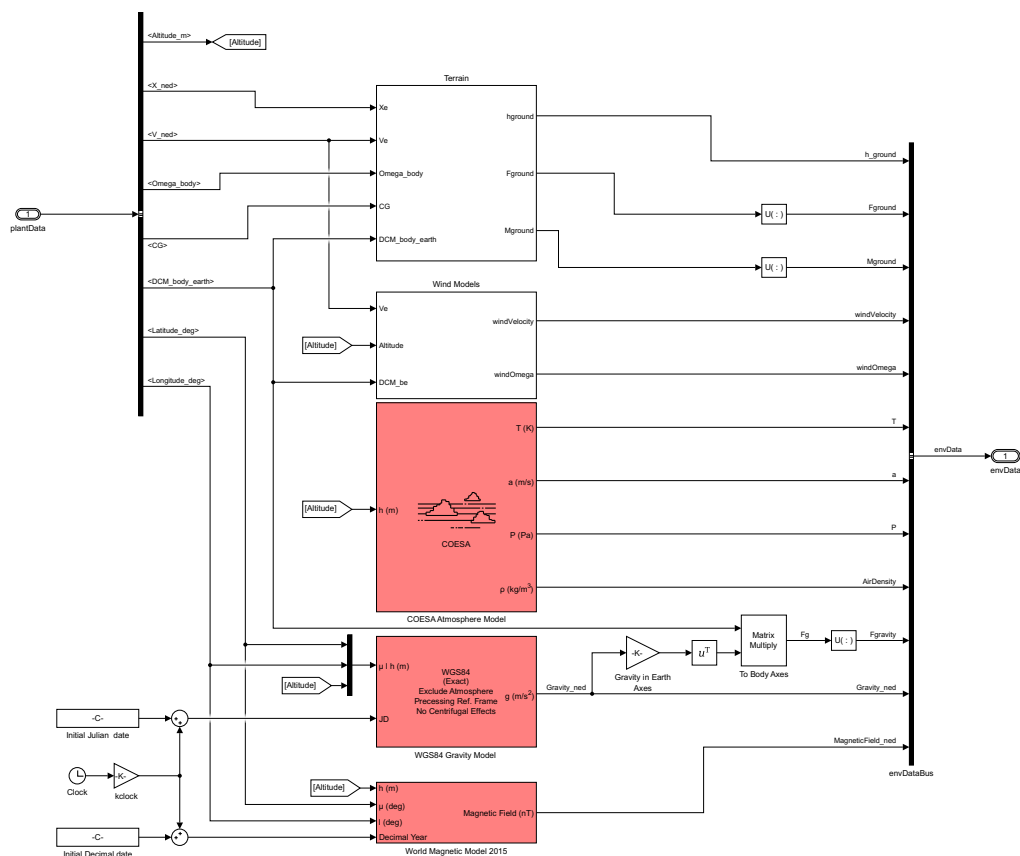 <Altitude_m>
[Altitude]
<X_ned>
<V_ned>
<Omega_body>
1
plantData
<CG>
<DCM_body_earth>
<Latitude_deg>
<Longitude_deg>
Terrain
Xe
Ve
Omega_body
CG
DCM_body_earth
hground
Fground
Mground
U( : )
U( : )
h_ground
Fground
Mground
Wind Models
Ve
[Altitude]
Altitude
DCM_be
windVelocity
windOmega
windVelocity
windOmega
[Altitude]
h (m)
COESA
T (K)
a (m/s)
P (Pa)
ρ (kg/m³)
COESA Atmosphere Model
T
a
P
AirDensity
envData
1
envData
[Altitude]
μ l h (m)
JD
WGS84
(Exact)
Exclude Atmosphere
Precessing Ref. Frame
No Centrifugal Effects
g (m/s²)
WGS84 Gravity Model
Gravity_ned
-K-
Gravity in Earth
Axes
uᵀ
Matrix
Multiply
To Body Axes
Fg
U( : )
Fgravity
Gravity_ned
MagneticField_ned
envDataBus
-C-
Initial Julian date
Clock
-K-
kclock
-C-
Initial Decimal date
[Altitude]
h (m)
μ (deg)
l (deg)
Decimal Year
Magnetic Field (nT)
World Magnetic Model 2015